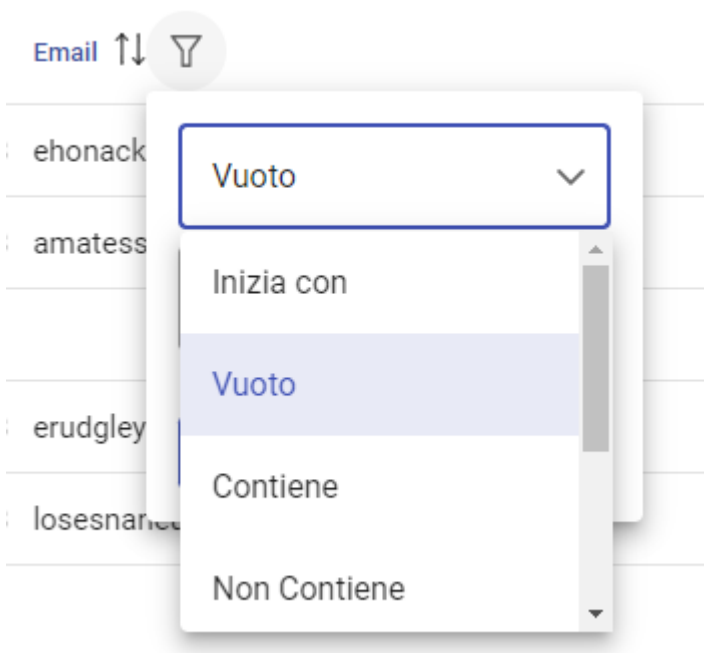 Email
ehonack
Vuoto
amatess
Inizia con
Vuoto
erudgley
Contiene
Non Contiene